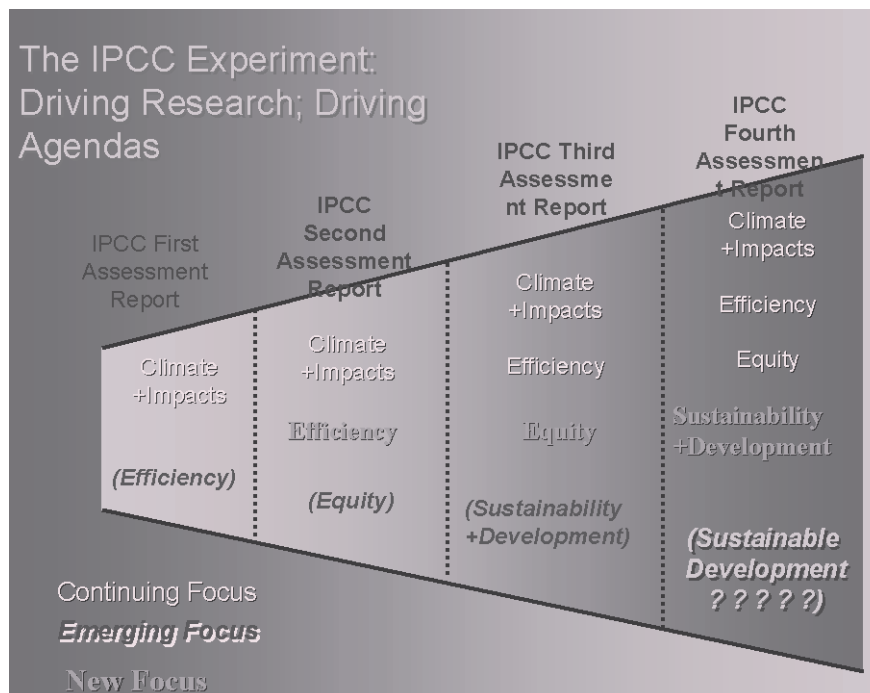 The IPCC Experiment:
Driving Research; Driving
Agendas
IPCC First
Assessment
Report
IPCC
Second
Assessment
Report
IPCC Third
Assessme
nt Report
IPCC
Fourth
Assessmen
t Report
Climate
+Impacts
(Efficiency)
Climate
+Impacts
Efficiency
(Equity)
Climate
+Impacts
Efficiency
Equity
(Sustainability
+Development)
Climate
+Impacts
Efficiency
Equity
Sustainability
+Development
(Sustainable
Development
? ? ? ? ?)
Continuing Focus
Emerging Focus
New Focus